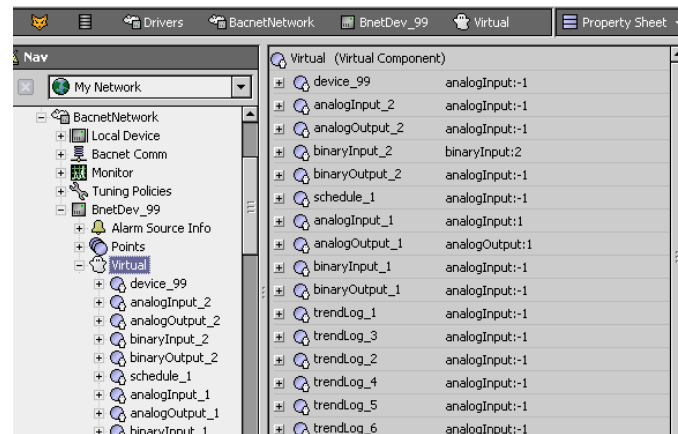 Drivers BacnetNetwork BnetDev_99 Virtual Property Sheet
Nav
My Network
BacnetNetwork
Local Device
Bacnet Comm
Monitor
Tuning Policies
BnetDev_99
Alarm Source Info
Points
Virtual
device_99
analogInput_2
analogOutput_2
binaryInput_2
binaryOutput_2
schedule_1
analogInput_1
analogOutput_1
binaryInput_1
Virtual (Virtual Component)
device_99 analogInput:-1
analogInput_2 analogInput:-1
analogOutput_2 analogInput:-1
binaryInput_2 binaryInput:2
binaryOutput_2 analogInput:-1
schedule_1 analogInput:-1
analogInput_1 analogInput:1
analogOutput_1 analogOutput:1
binaryInput_1 analogInput:-1
binaryOutput_1 analogInput:-1
trendLog_1 analogInput:-1
trendLog_3 analogInput:-1
trendLog_2 analogInput:-1
trendLog_4 analogInput:-1
trendLog_5 analogInput:-1
trendLog_6 analogInput:-1